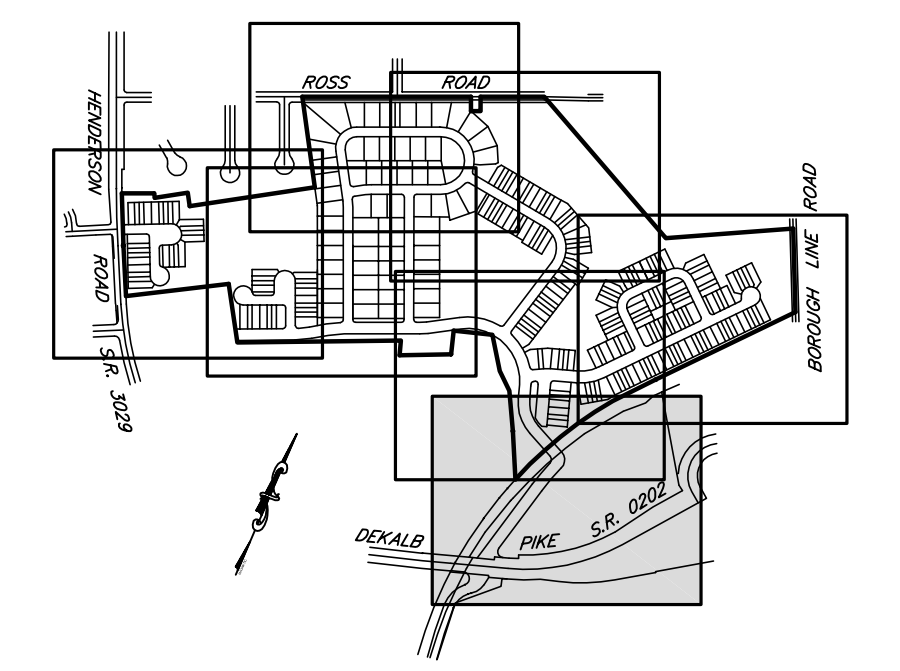 ROSS ROAD
HENDERSON
ROAD
S.R. 3029
BOROUGH LINE ROAD
DEKALB PIKE S.R. 0202